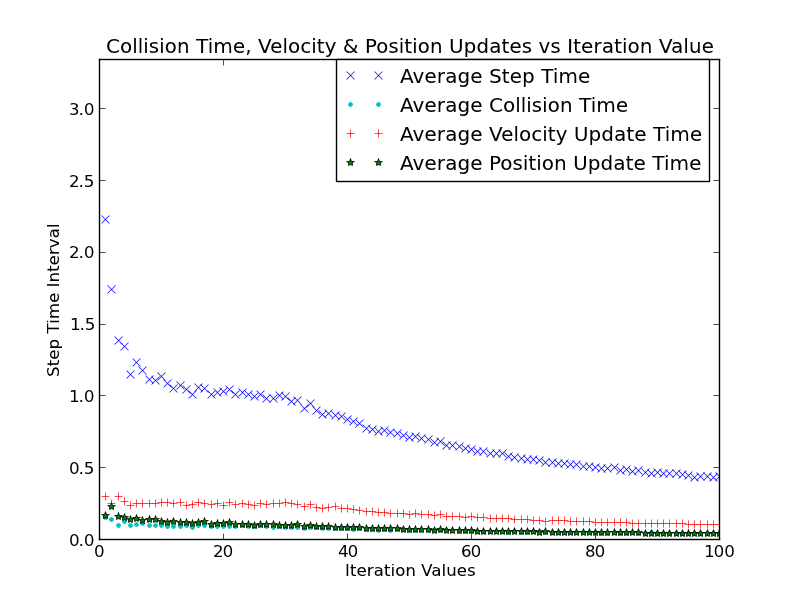 Collision Time, Velocity & Position Updates vs Iteration Value
Average Step Time
Average Collision Time
Average Velocity Update Time
Average Position Update Time
Step Time Interval
3.0
2.5
2.0
1.5
1.0
0.5
0.0
0 20 40 60 80 100
Iteration Values